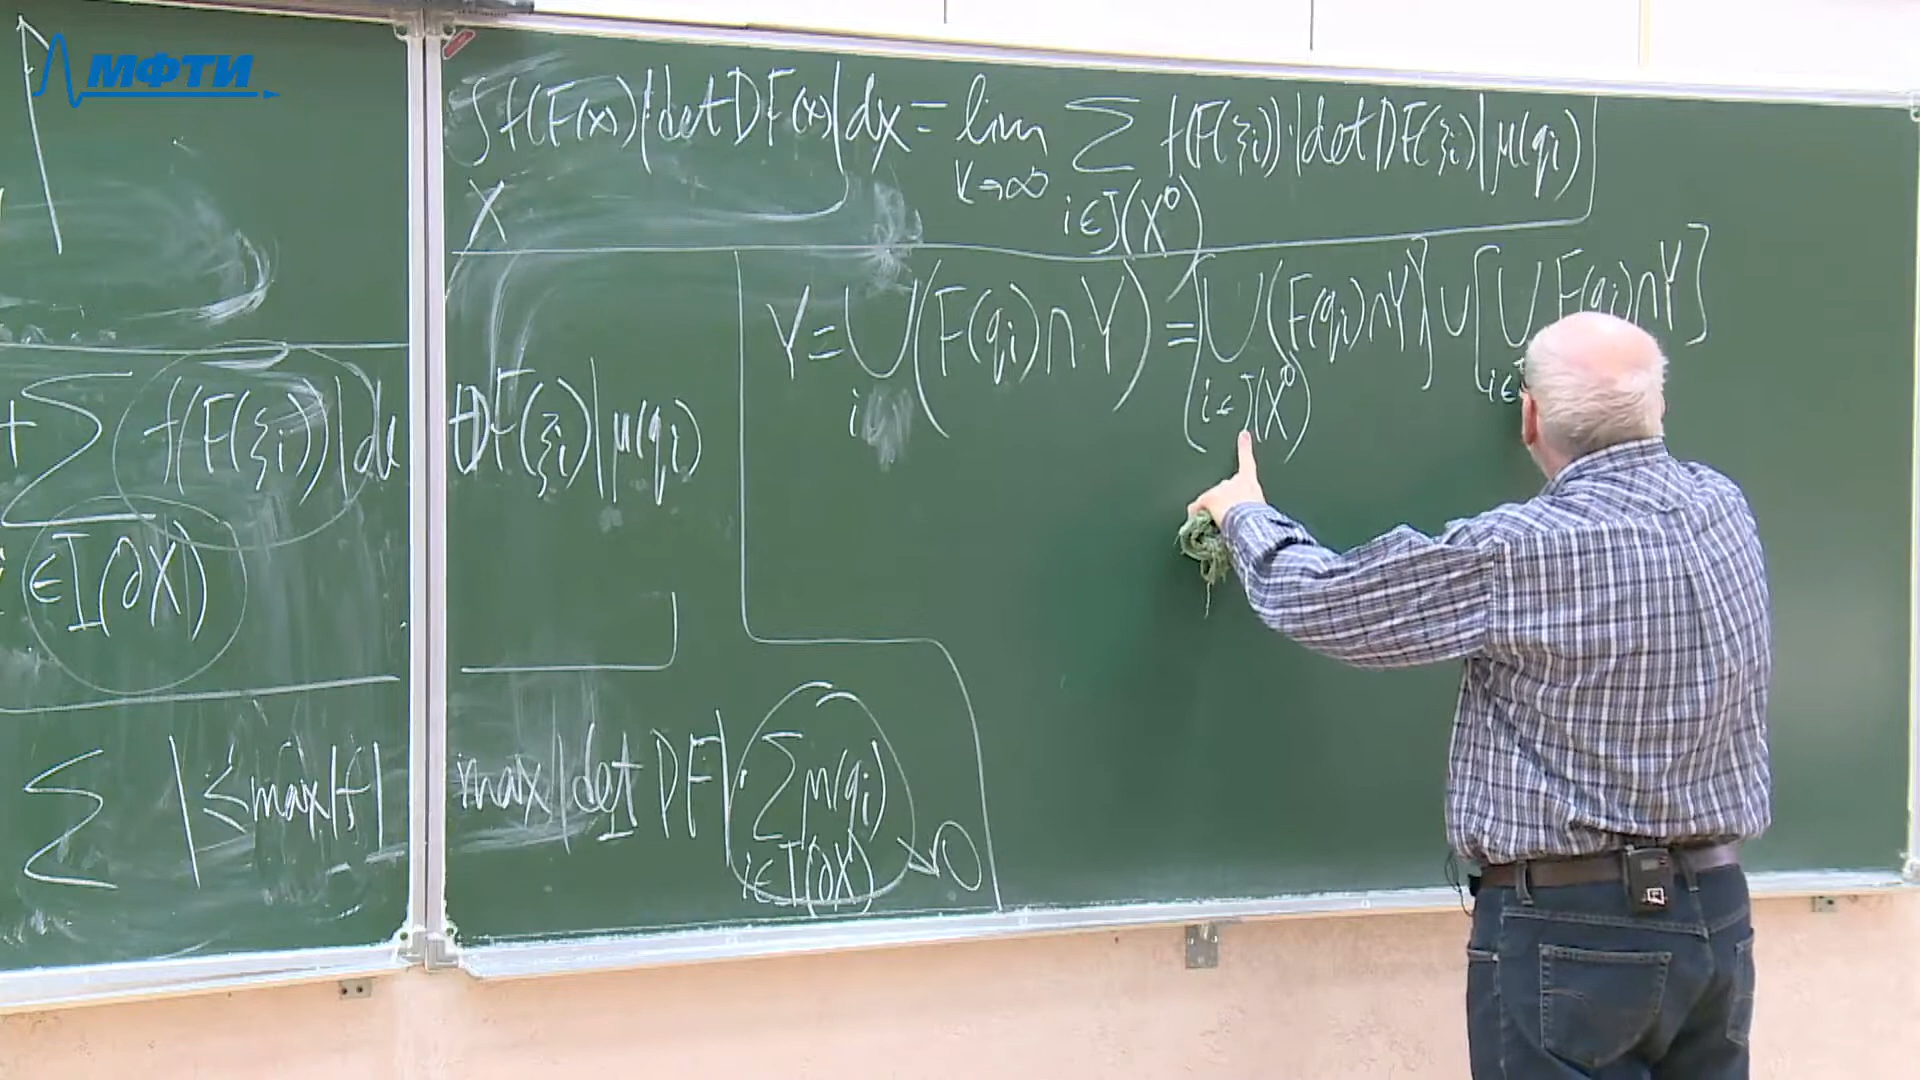 МФТИ
∫ f(F(x)) |det DF(x)| dx = lim Σ f(F(ξi)) · |det DF(ξi)| μ(qi)
X k→∞ i∈J(X⁰)
Y = ∪ (F(qi) ∩ Y) = [∪ (F(qi) ∩ Y] ∪ [∪ F(qi) ∩ Y]
i i∈J(X⁰) i∈
+ Σ f(F(ξi)) |det DF(ξi)| μ(qi)
i∈I(∂X)
Σ | ≤ max|f| max|det DF| · Σ μ(qi) → 0
i∈I(∂X)